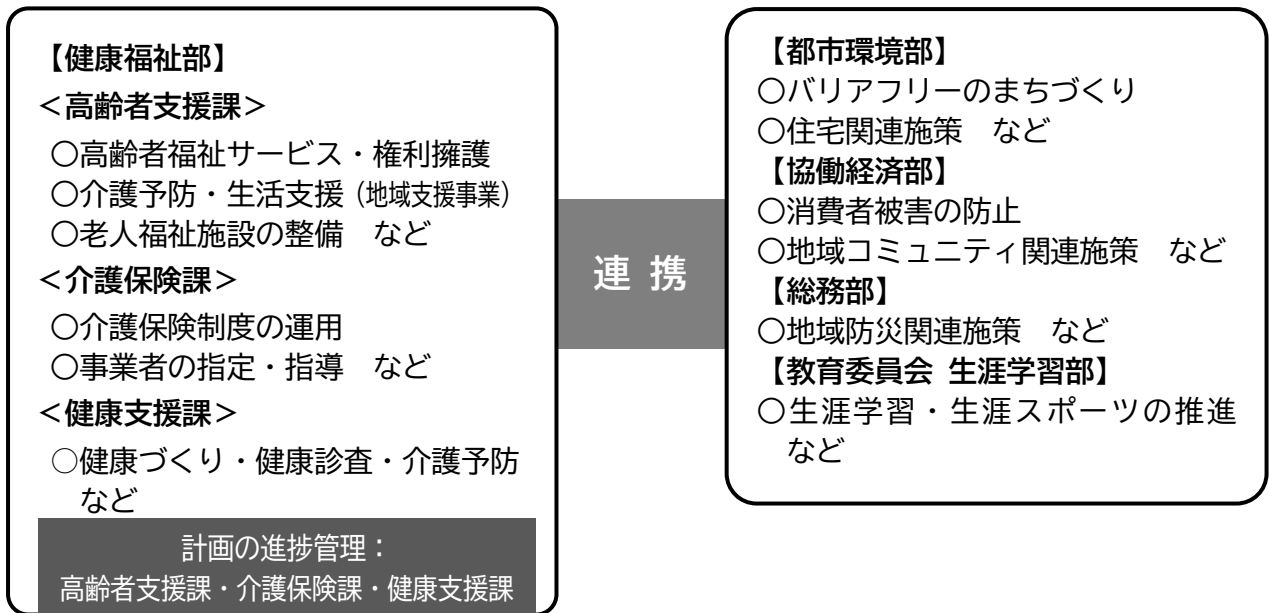 【健康福祉部】
＜高齢者支援課＞
○高齢者福祉サービス・権利擁護
○介護予防・生活支援（地域支援事業）
○老人福祉施設の整備　など
＜介護保険課＞
○介護保険制度の運用
○事業者の指定・指導　など
＜健康支援課＞
○健康づくり・健康診査・介護予防
など
計画の進捗管理：
高齢者支援課・介護保険課・健康支援課
連 携
【都市環境部】
○バリアフリーのまちづくり
○住宅関連施策　など
【協働経済部】
○消費者被害の防止
○地域コミュニティ関連施策　など
【総務部】
○地域防災関連施策　など
【教育委員会 生涯学習部】
○生涯学習・生涯スポーツの推進
など